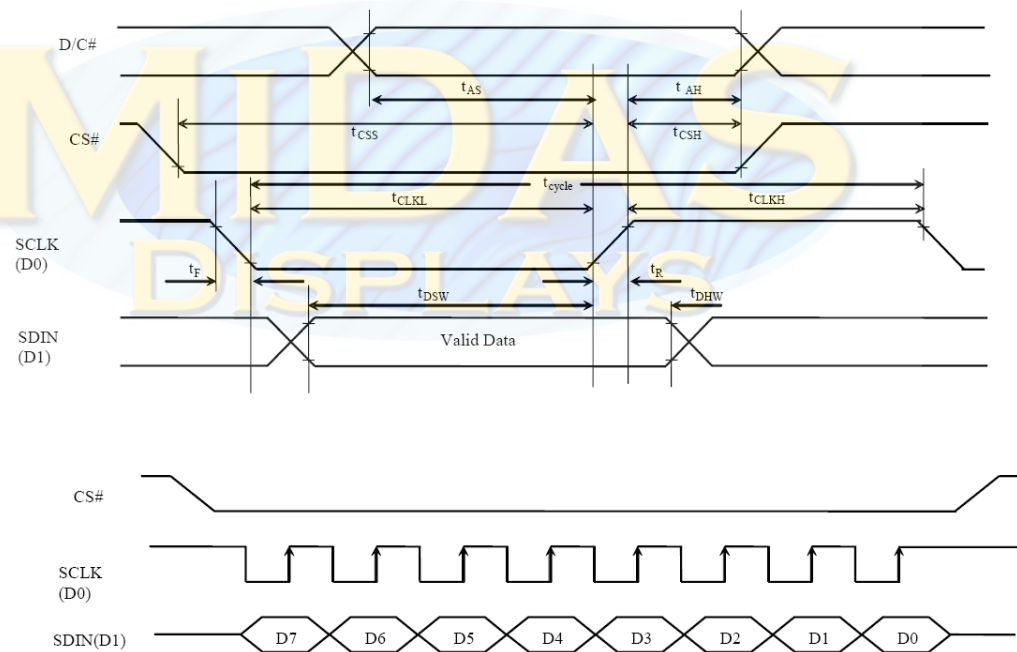 MIDAS
DISPLAYS
D/C#
tAS
tAH
CS#
tCSS
tCSH
tcycle
tCLKL
tCLKH
SCLK
(D0)
tF
tR
tDSW
tDHW
SDIN
(D1)
Valid Data
CS#
SCLK
(D0)
SDIN(D1)
D7 D6 D5 D4 D3 D2 D1 D0